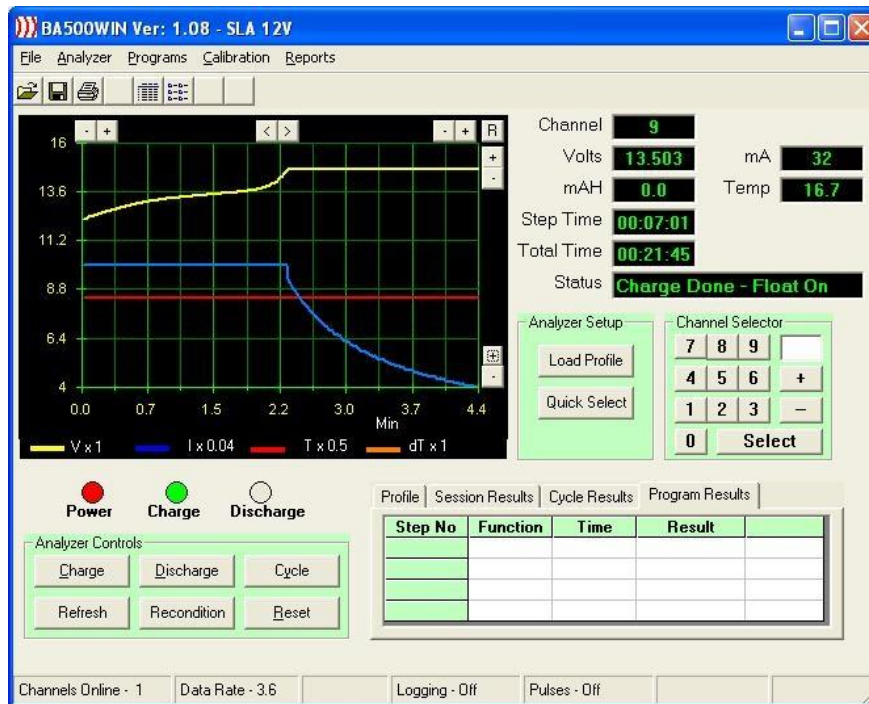 BA500WIN Ver: 1.08 - SLA 12V
File Analyzer Programs Calibration Reports
- + < > - + R
+
-
16
13.6
11.2
8.8
6.4
4
+
-
0.0 0.7 1.5 2.2 3.0 3.7 4.4
Min
V x 1 I x 0.04 T x 0.5 dT x 1
Channel 9
Volts 13.503 mA 32
mAH 0.0 Temp 16.7
Step Time 00:07:01
Total Time 00:21:45
Status Charge Done - Float On
Analyzer Setup
Load Profile
Quick Select
Channel Selector
7 8 9
4 5 6 +
1 2 3 –
0 Select
Power Charge Discharge
Analyzer Controls
Charge Discharge Cycle
Refresh Recondition Reset
Profile Session Results Cycle Results Program Results
Step No Function Time Result
Channels Online - 1 Data Rate - 3.6 Logging - Off Pulses - Off